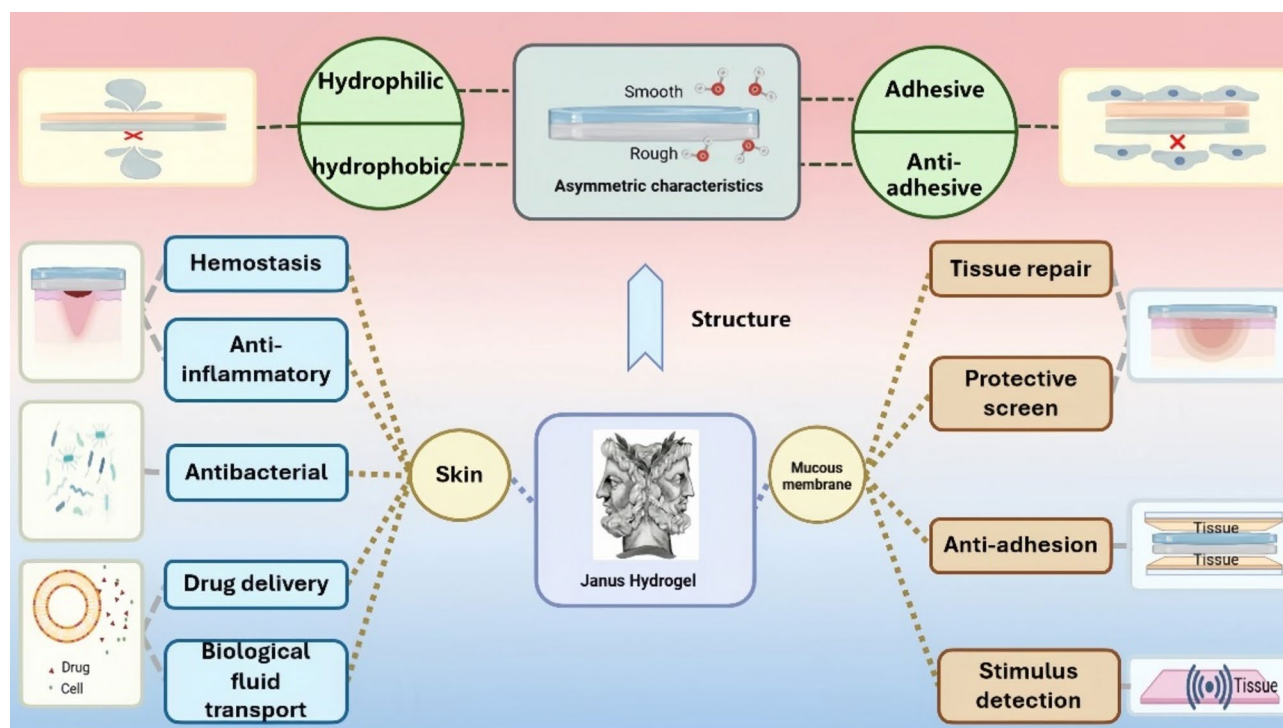 Hydrophilic
hydrophobic
Smooth
Rough
Asymmetric characteristics
Adhesive
Anti-
adhesive
Hemostasis
Anti-
inflammatory
Antibacterial
Drug delivery
Biological
fluid
transport
Drug
Cell
Skin
Structure
Janus Hydrogel
Mucous
membrane
Tissue repair
Protective
screen
Anti-adhesion
Tissue
Tissue
Stimulus
detection
Tissue